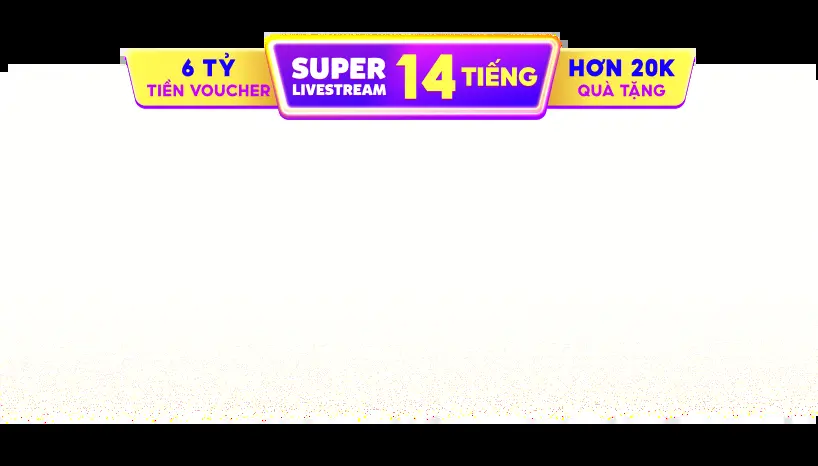 6 TỶ
TIỀN VOUCHER
SUPER
LIVESTREAM
14 TIẾNG
HƠN 20K
QUÀ TẶNG